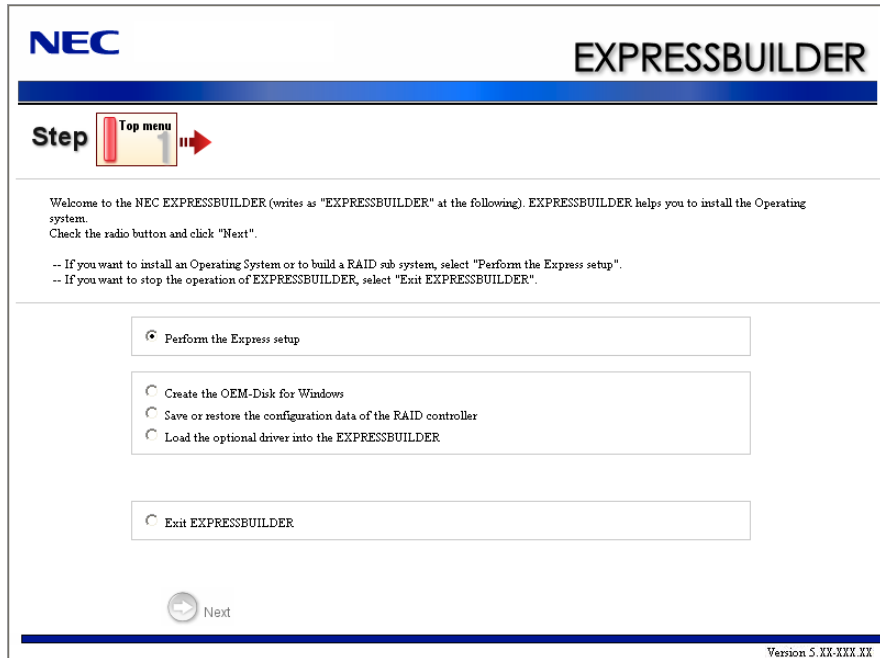 NEC
EXPRESSBUILDER
Step
Top menu
1
Welcome to the NEC EXPRESSBUILDER (writes as "EXPRESSBUILDER" at the following). EXPRESSBUILDER helps you to install the Operating
system.
Check the radio button and click "Next".
-- If you want to install an Operating System or to build a RAID sub system, select "Perform the Express setup".
-- If you want to stop the operation of EXPRESSBUILDER, select "Exit EXPRESSBUILDER".
Perform the Express setup
Create the OEM-Disk for Windows
Save or restore the configuration data of the RAID controller
Load the optional driver into the EXPRESSBUILDER
Exit EXPRESSBUILDER
Next
Version 5.XX-XXX.XX